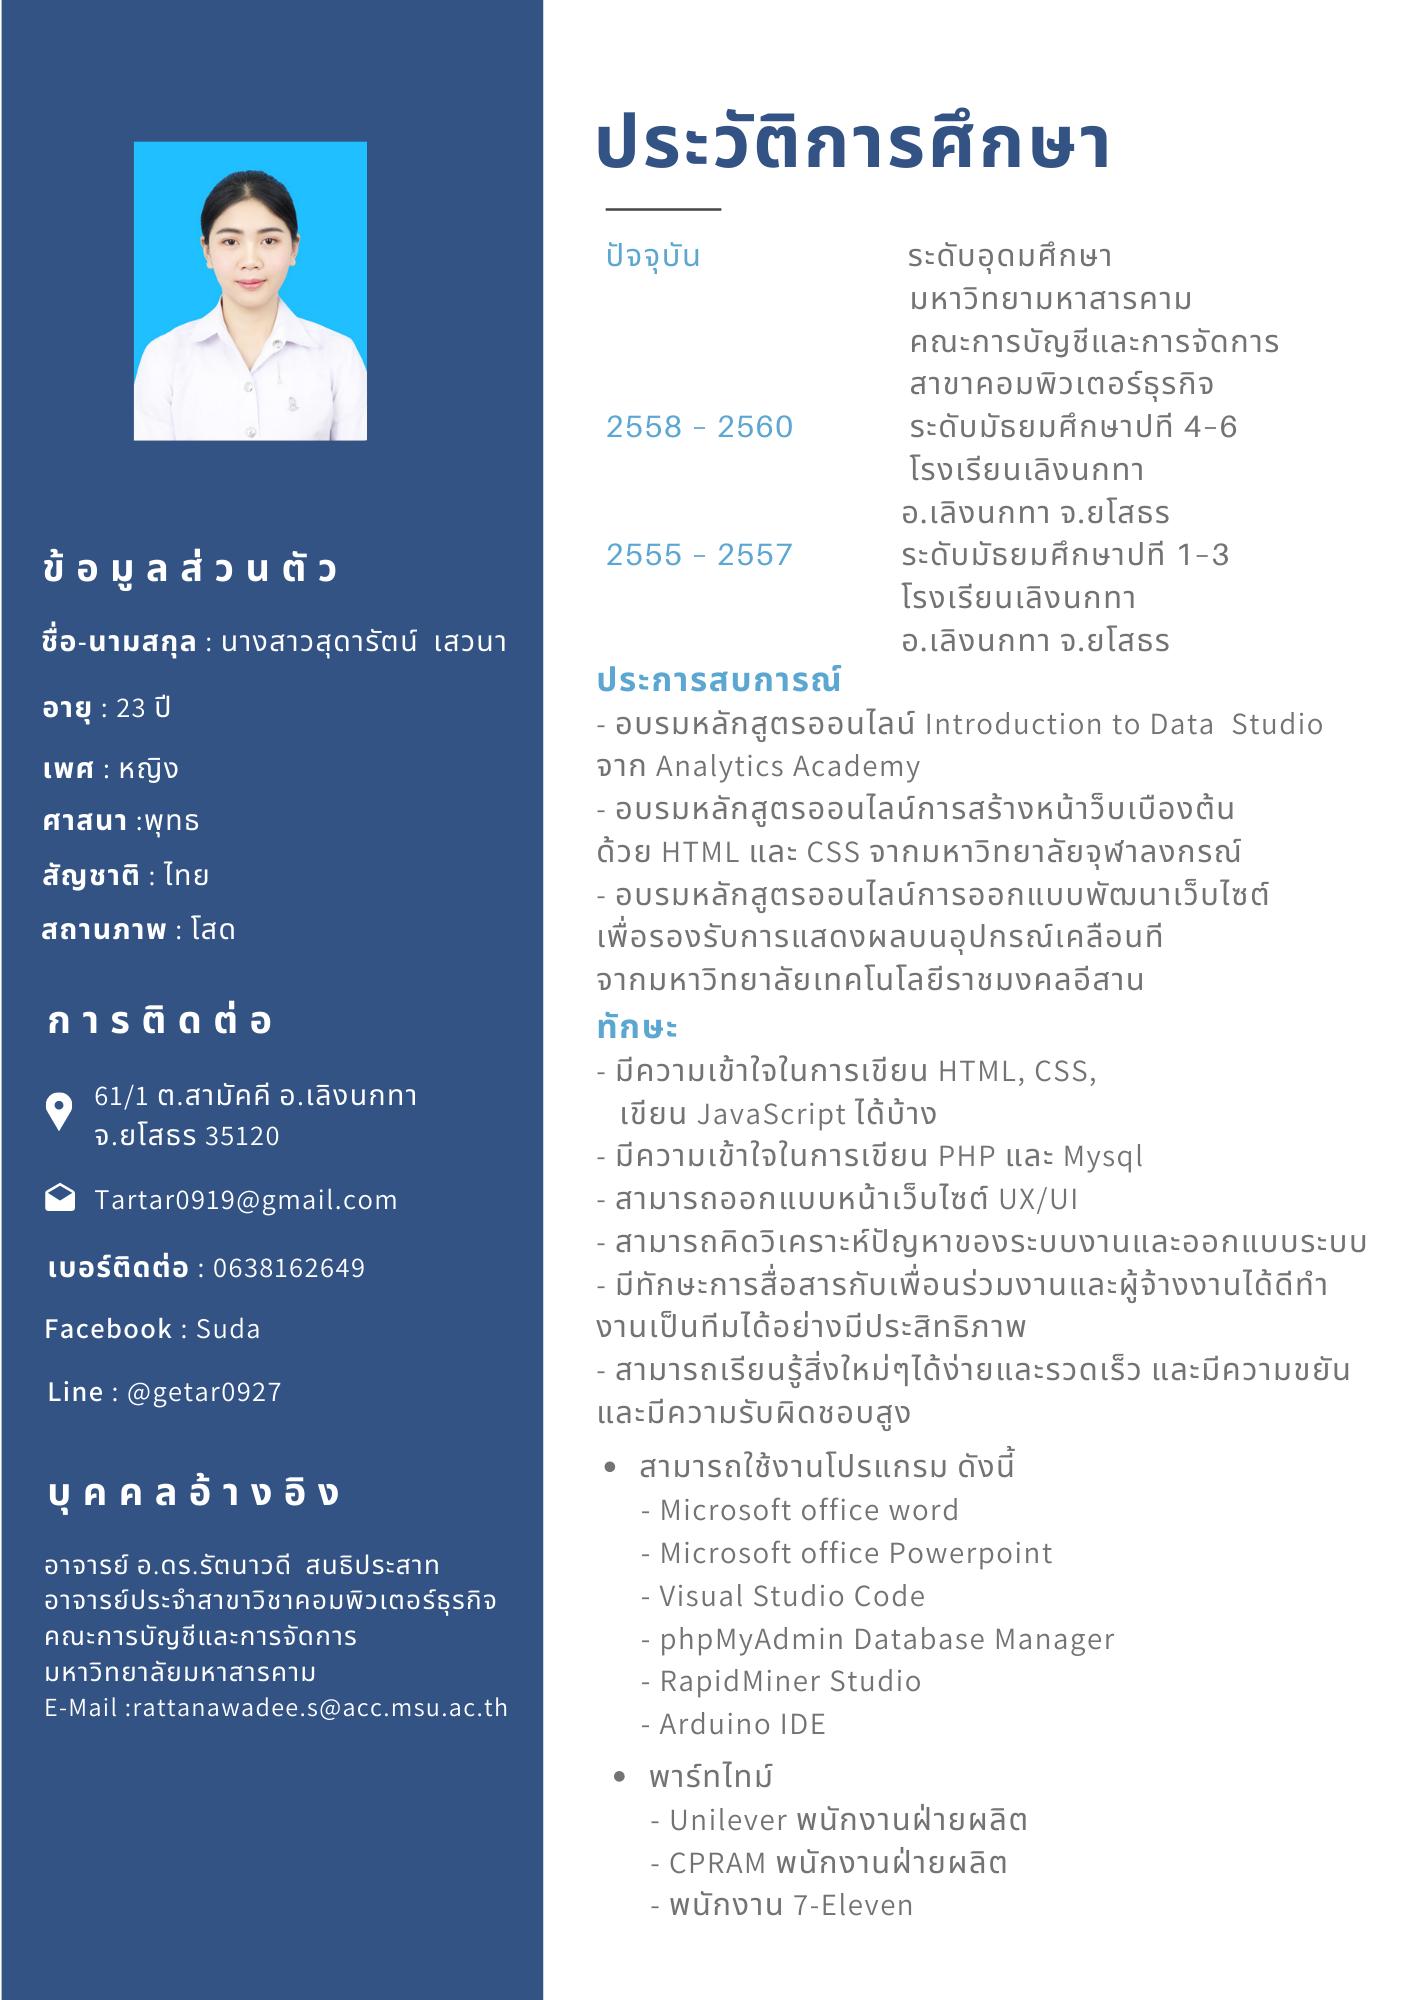 ข้อมูลส่วนตัว
ชื่อ-นามสกุล : นางสาวสุดารัตน์  เสวนา
อายุ : 23 ปี
เพศ : หญิง
ศาสนา :พุทธ
สัญชาติ : ไทย
สถานภาพ : โสด
การติดต่อ
61/1 ต.สามัคคี อ.เลิงนกทา
จ.ยโสธร 35120
Tartar0919@gmail.com
เบอร์ติดต่อ : 0638162649
Facebook : Suda
Line : @getar0927
บุคคลอ้างอิง
อาจารย์ อ.ดร.รัตนาวดี  สนธิประสาท
อาจารย์ประจำสาขาวิชาคอมพิวเตอร์ธุรกิจ
คณะการบัญชีและการจัดการ
มหาวิทยาลัยมหาสารคาม
E-Mail :rattanawadee.s@acc.msu.ac.th
ประวัติการศึกษา
ปัจจุบัน ระดับอุดมศึกษา
มหาวิทยามหาสารคาม
คณะการบัญชีและการจัดการ
สาขาคอมพิวเตอร์ธุรกิจ
2558 - 2560 ระดับมัธยมศึกษาปที 4-6
โรงเรียนเลิงนกทา
อ.เลิงนกทา จ.ยโสธร
2555 - 2557 ระดับมัธยมศึกษาปที 1-3
โรงเรียนเลิงนกทา
อ.เลิงนกทา จ.ยโสธร
ประการสบการณ์
- อบรมหลักสูตรออนไลน์ Introduction to Data  Studio
จาก Analytics Academy
- อบรมหลักสูตรออนไลน์การสร้างหน้าว็บเบืองต้น
ด้วย HTML และ CSS จากมหาวิทยาลัยจุฬาลงกรณ์
- อบรมหลักสูตรออนไลน์การออกแบบพัฒนาเว็บไซต์
เพื่อรองรับการแสดงผลบนอุปกรณ์เคลือนที
จากมหาวิทยาลัยเทคโนโลยีราชมงคลอีสาน
ทักษะ
- มีความเข้าใจในการเขียน HTML, CSS,
เขียน JavaScript ได้บ้าง
- มีความเข้าใจในการเขียน PHP และ Mysql
- สามารถออกแบบหน้าเว็บไซต์ UX/UI
- สามารถคิดวิเคราะห์ปัญหาของระบบงานและออกแบบระบบ
- มีทักษะการสื่อสารกับเพื่อนร่วมงานและผู้จ้างงานได้ดีทำ
งานเป็นทีมได้อย่างมีประสิทธิภาพ
- สามารถเรียนรู้สิ่งใหม่ๆได้ง่ายและรวดเร็ว และมีความขยัน
และมีความรับผิดชอบสูง
• สามารถใช้งานโปรแกรม ดังนี้
- Microsoft office word
- Microsoft office Powerpoint
- Visual Studio Code
- phpMyAdmin Database Manager
- RapidMiner Studio
- Arduino IDE
• พาร์ทไทม์
- Unilever พนักงานฝ่ายผลิต
- CPRAM พนักงานฝ่ายผลิต
- พนักงาน 7-Eleven